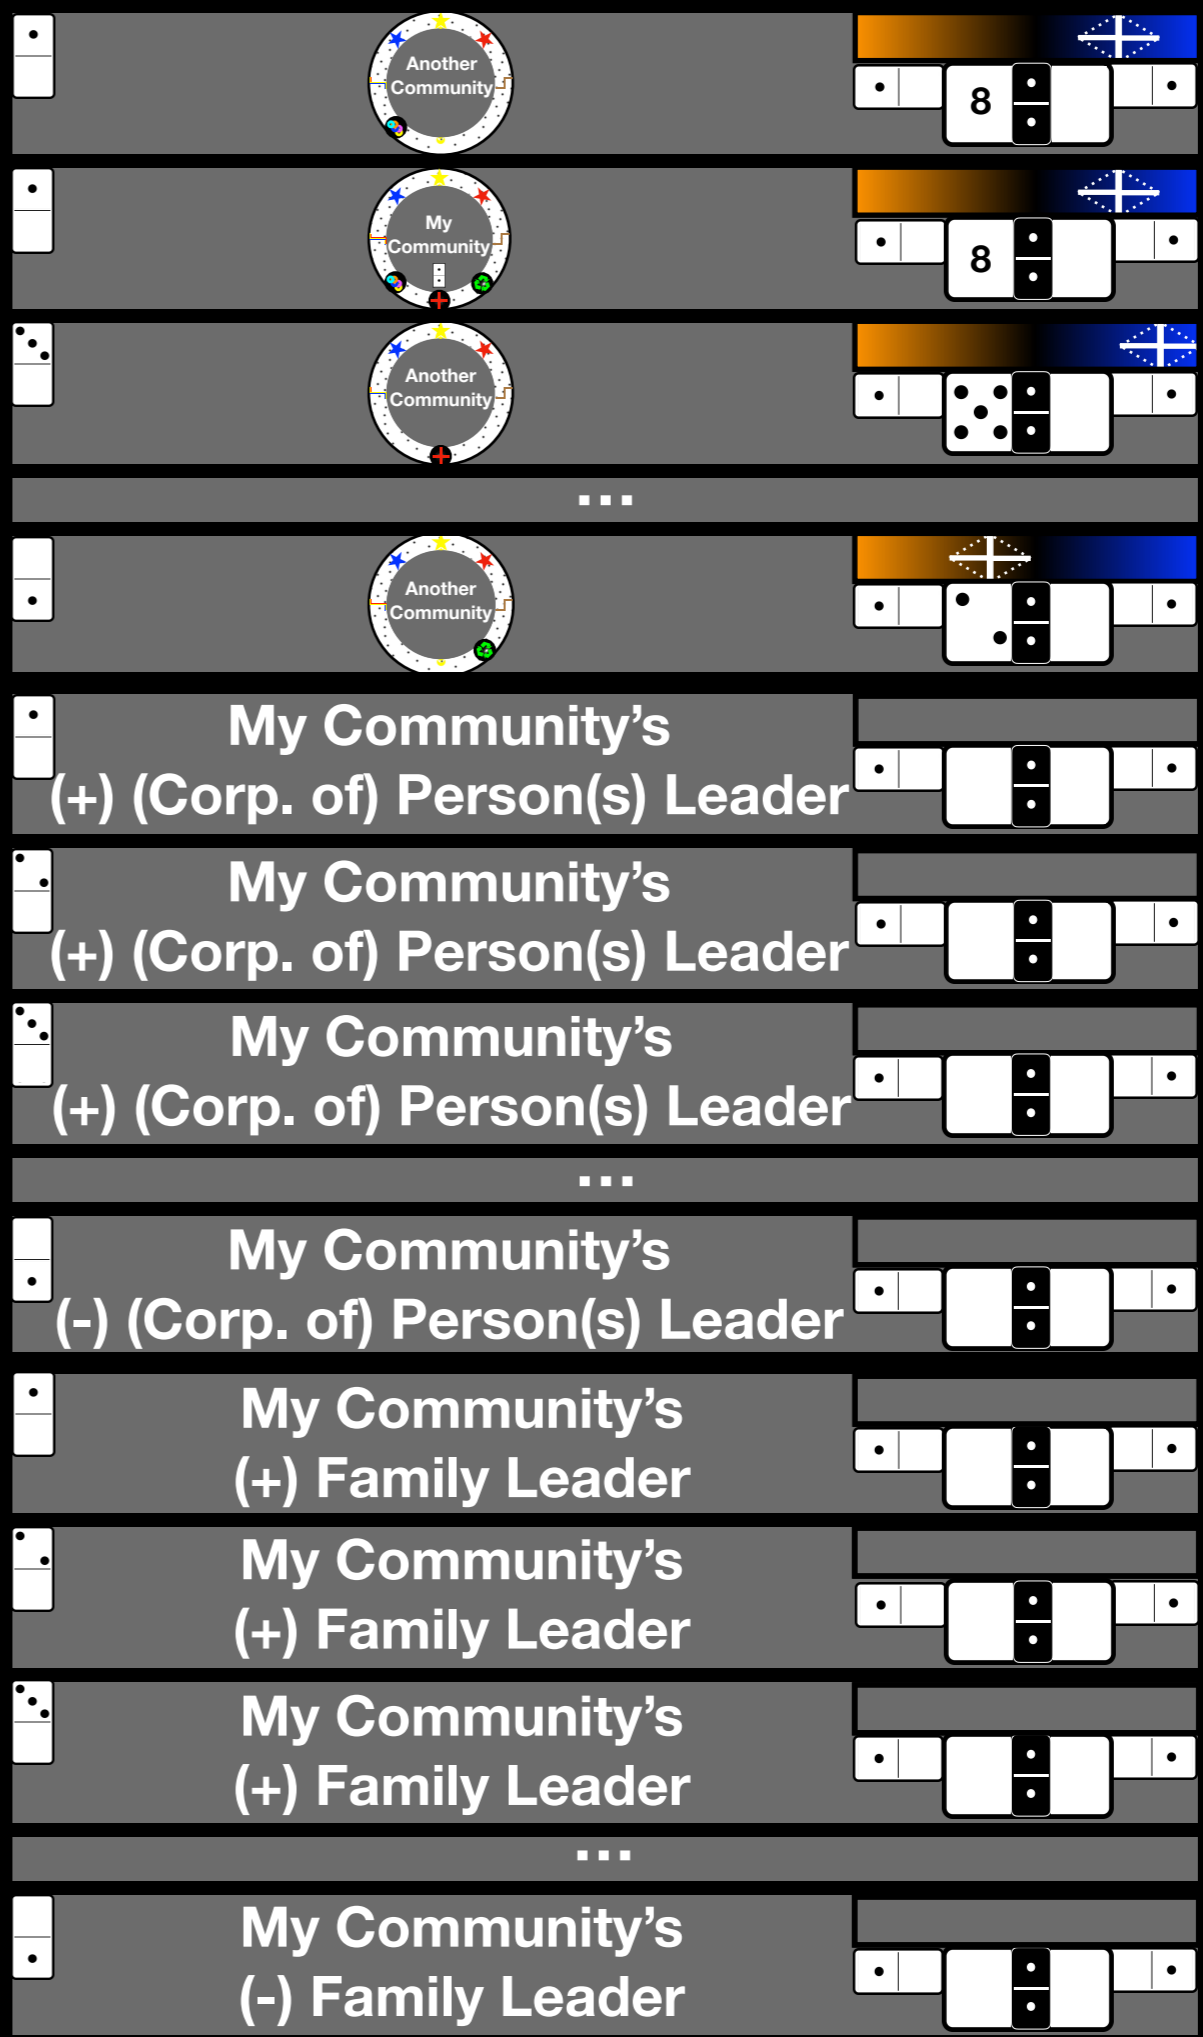 Another
Community
8
My
Community
8
Another
Community
...
Another
Community
My Community’s
(+) (Corp. of) Person(s) Leader
My Community’s
(+) (Corp. of) Person(s) Leader
My Community’s
(+) (Corp. of) Person(s) Leader
...
My Community’s
(-) (Corp. of) Person(s) Leader
My Community’s
(+) Family Leader
My Community’s
(+) Family Leader
My Community’s
(+) Family Leader
...
My Community’s
(-) Family Leader